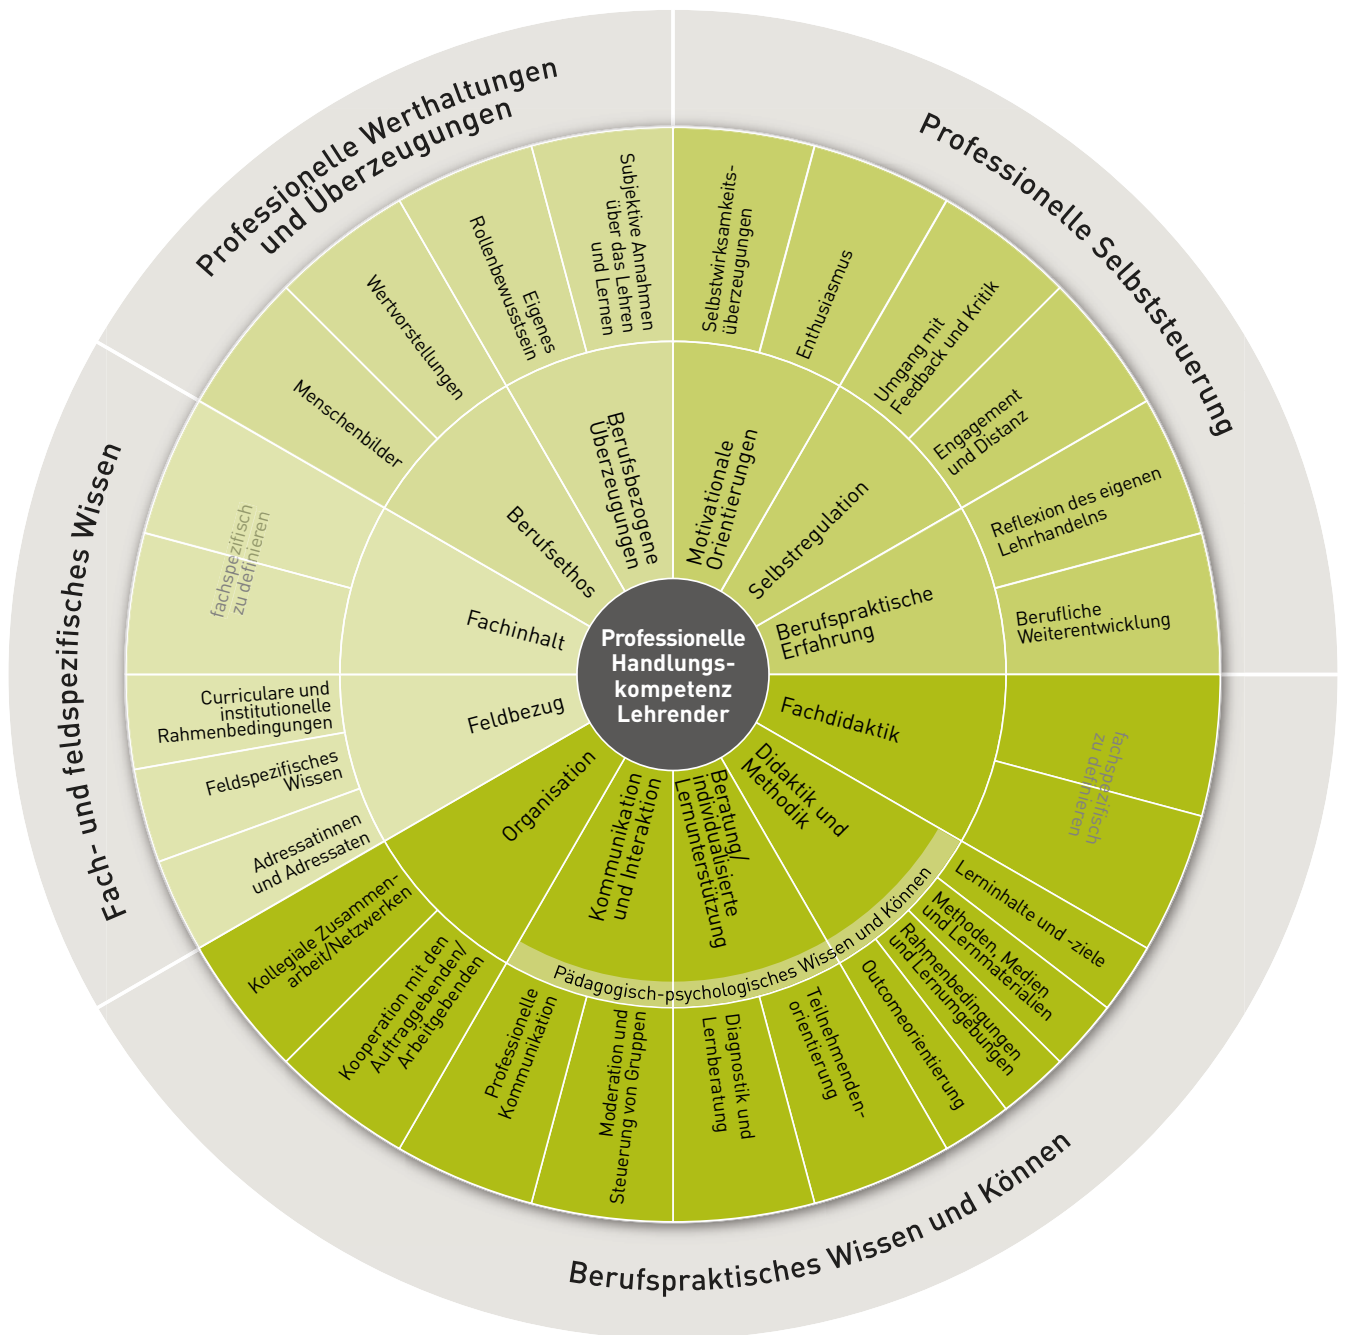 Professionelle Werthaltungen
und Überzeugungen
Professionelle Selbststeuerung
Fach- und feldspezifisches Wissen
Berufspraktisches Wissen und Können
Professionelle
Handlungs-
kompetenz
Lehrender
Motivationale
Orientierungen
Selbstregulation
Berufspraktische
Erfahrung
Fachdidaktik
Didaktik und
Methodik
Beratung/
individualisierte
Lernunterstützung
Kommunikation
und Interaktion
Organisation
Feldbezug
Fachinhalt
Berufsethos
Berufsbezogene
Überzeugungen
Pädagogisch-psychologisches Wissen und Können
Selbstwirksamkeits-
überzeugungen
Enthusiasmus
Umgang mit
Feedback und Kritik
Engagement
und Distanz
Reflexion des eigenen
Lehrhandelns
Berufliche
Weiterentwicklung
fachspezifisch
zu definieren
Lerninhalte und -ziele
Methoden, Medien
und Lernmaterialien
Rahmenbedingungen
und Lernumgebungen
Outcomeorientierung
Teilnehmenden-
orientierung
Diagnostik und
Lernberatung
Moderation und
Steuerung von Gruppen
Professionelle
Kommunikation
Kooperation mit den
Auftraggebenden/
Arbeitgebenden
Kollegiale Zusammen-
arbeit/Netzwerken
Adressatinnen
und Adressaten
Feldspezifisches
Wissen
Curriculare und
institutionelle
Rahmenbedingungen
fachspezifisch
zu definieren
Menschenbilder
Wertvorstellungen
Eigenes
Rollenbewusstsein
Subjektive Annahmen
über das Lehren
und Lernen